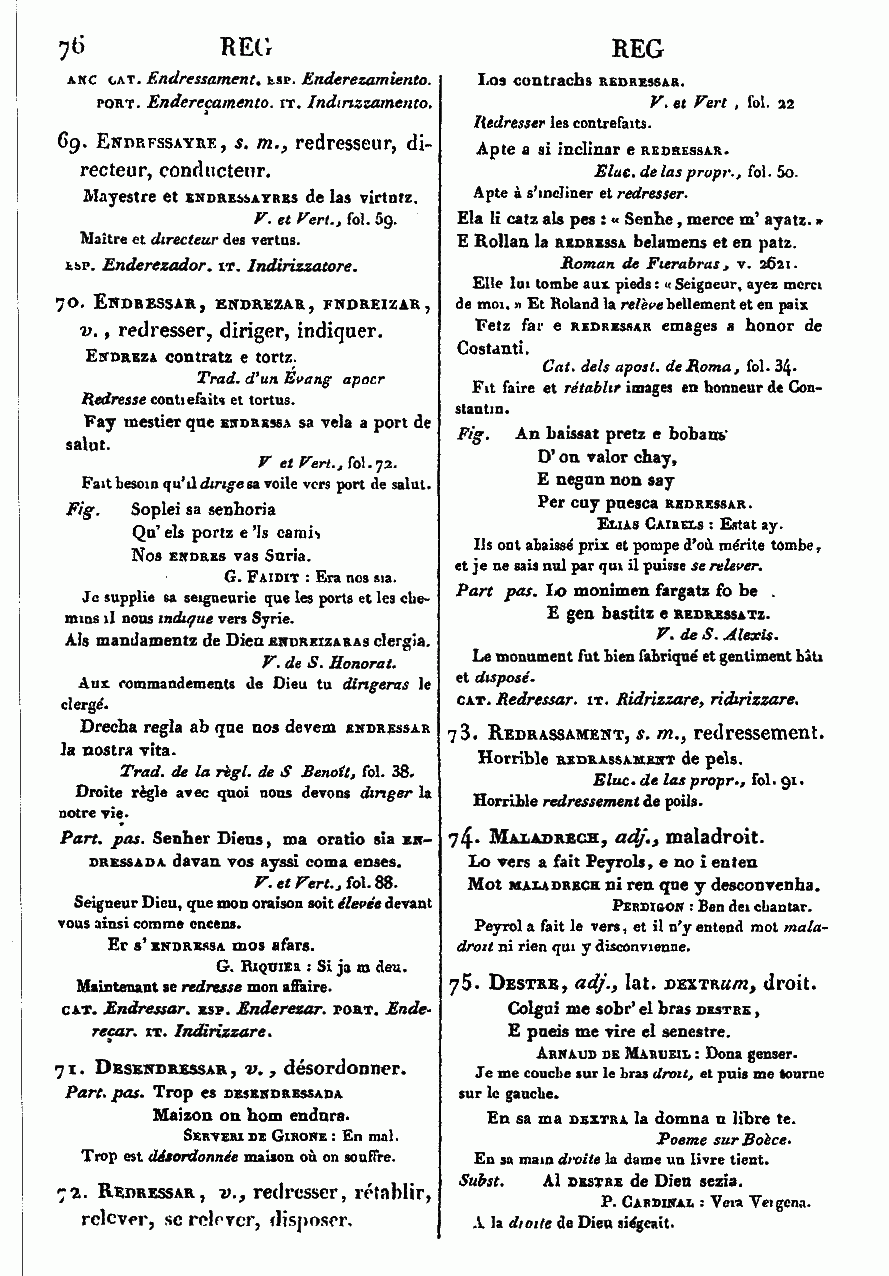 76 REG REG
ANC CAT. Endressament. ESP. Enderezamiento.
PORT. Endereçamento. IT. Indirizzamento.
69. ENDRESSAYRE, s. m., redresseur, di-
recteur, conducteur.
Mayestre et ENDRESSAYRES de las virtutz.
V. et Vert., fol. 59.
Maître et directeur des vertus.
ESP. Enderezador. IT. Indirizzatore.
70. ENDRESSAR, ENDREZAR, ENDREIZAR,
v., redresser, diriger, indiquer.
ENDREZA contratz e tortz.
Trad. d'un Évang apocr
Redresse contrefaits et tortus.
Fay mestier que ENDRESSA sa vela a port de
salut.
V et Vert., fol. 72.
Fait besoin qu'il dirige sa voile vers port de salut.
Fig. Soplei sa senhoria
Qu'els portz e'ls camis
Nos ENDRES vas Suria.
G. FAIDIT : Era nos sia.
Je supplie sa seigneurie que les ports et les che-
mins il nous indique vers Syrie.
Als mandamentz de Dieu ENDREIZARAS clergia.
V. de S. Honorat.
Aux commandements de Dieu tu dirigeras le
clergé.
Drecha regla ab que nos devem ENDRESSAR
la nostra vita.
Trad. de la règl. de S Benoît, fol. 38.
Droite règle avec quoi nous devons diriger la
notre vie.
Part. pas. Senher Dieus, ma oratio sia EN-
DRESSADA davan vos ayssi coma enses.
V. et Vert., fol. 88.
Seigneur Dieu, que mon oraison soit élevée devant
vous ainsi comme encens.
Er s'ENDRESSA mos afars.
G. RIQUIER : Si ja m deu.
Maintenant se redresse mon affaire.
CAT. Endressar. ESP. Enderezar. PORT. Ende-
reçar. IT. Indirizzare.
71. DESENDRESSAR, v., désordonner.
Part. pas. Trop es DESENDRESSADA
Maizon on hom endura.
SERVERI DE GIRONE : En mal.
Trop est désordonnée maison où on souffre.
72. REDRESSAR, v., redresser, rétablir,
relever, se relever, disposer.
Los contrachs REDRESSAR.
V. et Vert , fol. 22
Redresser les contrefaits.
Apte a si inclinar e REDRESSAR.
Eluc. de las propr., fol. 50.
Apte à s'incliner et redresser.
Ela li catz als pes : « Senhe, merce m'ayatz. »
E Rollan la REDRESSA belamens et en patz.
Roman de Fierabras, v. 2621.
Elle lui tombe aux pieds : « Seigneur, ayez merci
de moi. » Et Roland la relève bellement et en paix
Fetz far e REDRESSAR emages a honor de
Costanti.
Cat. dels apost. de Roma, fol. 34.
Fit faire et rétablir images en honneur de Con-
stantin.
Fig. An baissat pretz e bobans
D'on valor chay,
E negun non say
Per cuy puesca REDRESSAR.
ELIAS CAIRELS : Estat ay.
Ils ont abaissé prix et pompe d'où mérite tombe,
et je ne sais nul par qui il puisse se relever.
Part pas. Lo monimen fargatz fo be .
E gen bastitz e REDRESSATZ.
V. de S. Alexis.
Le monument fut bien fabriqué et gentiment bâti
et disposé.
CAT. Redressar. IT. Ridrizzare, ridirizzare.
73. REDRASSAMENT, s. m., redressement.
Horrible REDRASSAMENT de pels.
Eluc. de las propr., fol. 91.
Horrible redressement de poils.
74. MALADRECH, adj., maladroit.
Lo vers a fait Peyrols, e no i enten
Mot MALADRECH ni ren que y desconvenha.
PERDIGON : Ben dei chantar.
Peyrol a fait le vers, et il n'y entend mot mala-
droit ni rien qui y disconvienne.
75. DESTRE, adj., lat. DEXTRum, droit.
Colgui me sobr'el bras DESTRE,
E pueis me vire el senestre.
ARNAUD DE MARUEIL : Dona genser.
Je me couche sur le bras droit, et puis me tourne
sur le gauche.
En sa ma DEXTRA la domna u libre te.
Poeme sur Boèce.
En sa main droite la dame un livre tient.
Subst. Al DESTRE de Dieu sezia.
P. CARDINAL : Vera Vergena.
A la droite de Dieu siégeait.